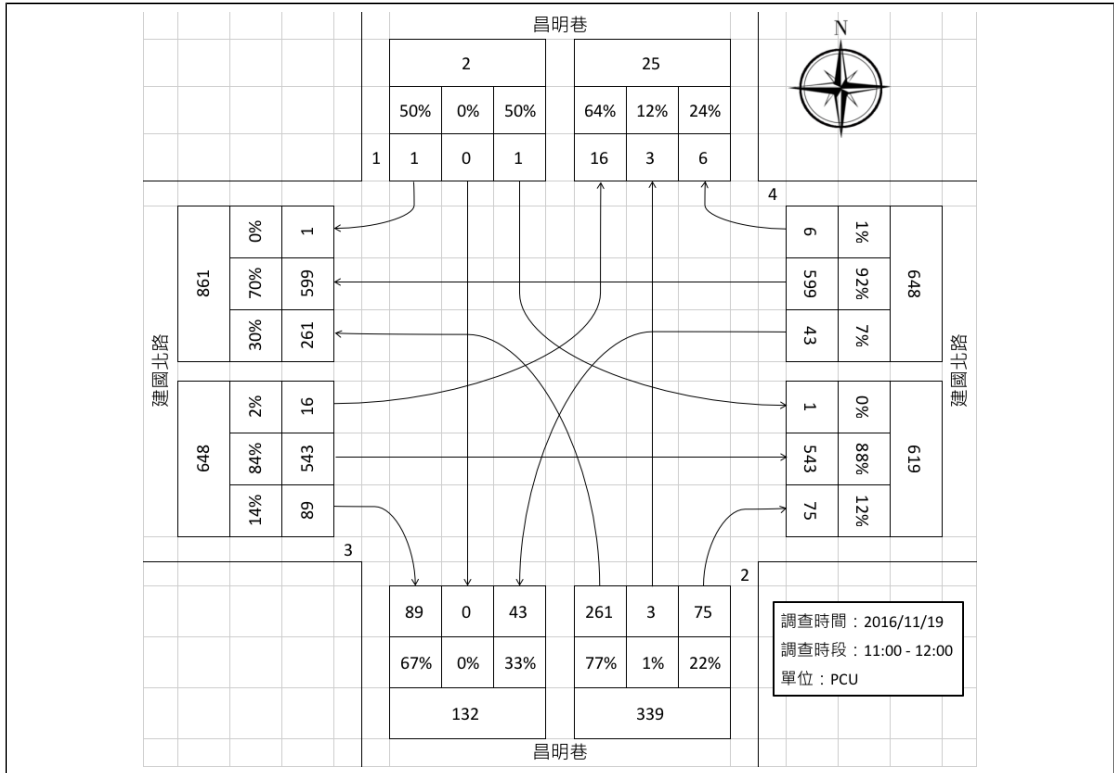 昌明巷
N
2
25
50% 0% 50%
64% 12% 24%
1
1 0 1
16 3 6
4
861
0% 1
70% 599
30% 261
6 1%
599 92%
43 7%
648
建國北路
建國北路
648
2% 16
84% 543
14% 89
1 0%
543 88%
75 12%
619
3
2
89 0 43
261 3 75
67% 0% 33%
77% 1% 22%
132
339
昌明巷
調查時間：2016/11/19
調查時段：11:00 - 12:00
單位：PCU